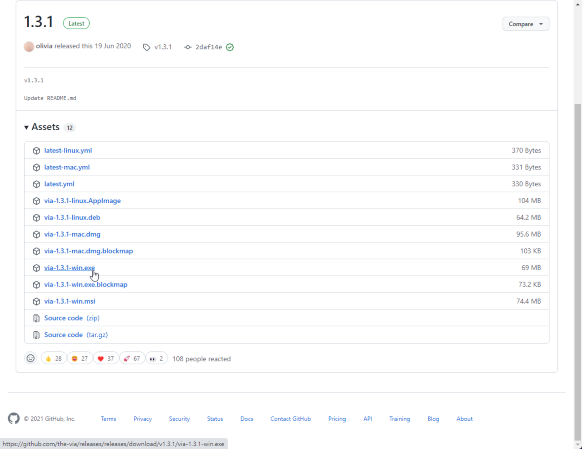 1.3.1 Latest Compare
olivia released this 19 Jun 2020 v1.3.1 2daf14e
v1.3.1
Update README.md
Assets 12
latest-linux.yml 370 Bytes
latest-mac.yml 331 Bytes
latest.yml 330 Bytes
via-1.3.1-linux.AppImage 104 MB
via-1.3.1-linux.deb 64.2 MB
via-1.3.1-mac.dmg 95.6 MB
via-1.3.1-mac.dmg.blockmap 103 KB
via-1.3.1-win.exe 69 MB
via-1.3.1-win.exe.blockmap 73.2 KB
via-1.3.1-win.msi 74.4 MB
Source code (zip)
Source code (tar.gz)
28 27 37 67 2 108 people reacted
© 2021 GitHub, Inc. Terms Privacy Security Status Docs Contact GitHub Pricing API Training Blog About
https://github.com/the-via/releases/releases/download/v1.3.1/via-1.3.1-win.exe